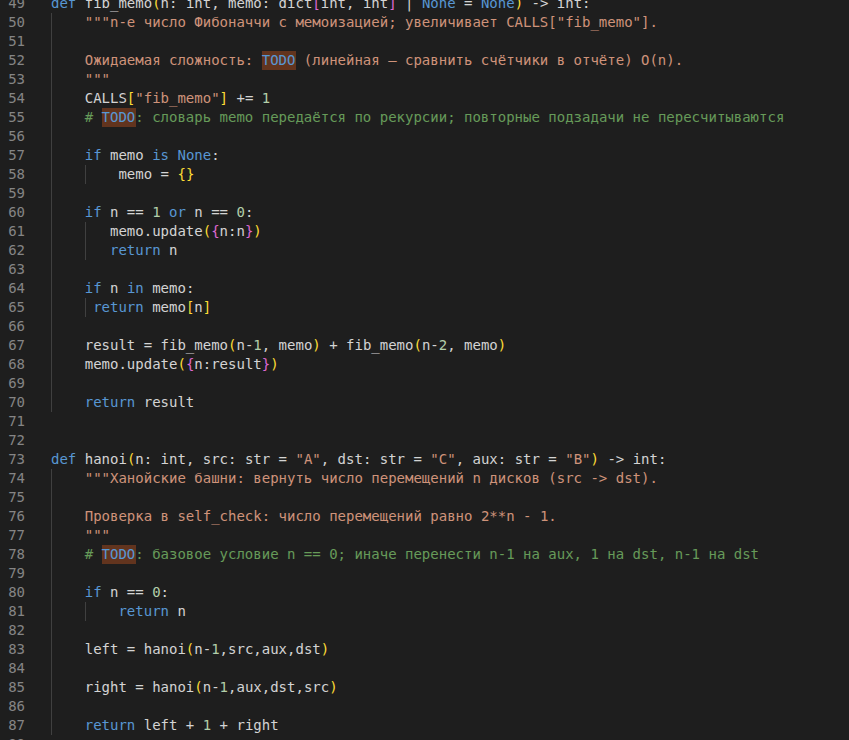 49 def fib_memo(n: int, memo: dict[int, int] | None = None) -> int:
50 """n-е число Фибоначчи с мемоизацией; увеличивает CALLS["fib_memo"].
51
52 Ожидаемая сложность: TODO (линейная — сравнить счётчики в отчёте) O(n).
53 """
54 CALLS["fib_memo"] += 1
55 # TODO: словарь memo передаётся по рекурсии; повторные подзадачи не пересчитываются
56
57 if memo is None:
58 memo = {}
59
60 if n == 1 or n == 0:
61 memo.update({n:n})
62 return n
63
64 if n in memo:
65 return memo[n]
66
67 result = fib_memo(n-1, memo) + fib_memo(n-2, memo)
68 memo.update({n:result})
69
70 return result
71
72
73 def hanoi(n: int, src: str = "A", dst: str = "C", aux: str = "B") -> int:
74 """Ханойские башни: вернуть число перемещений n дисков (src -> dst).
75
76 Проверка в self_check: число перемещений равно 2**n - 1.
77 """
78 # TODO: базовое условие n == 0; иначе перенести n-1 на aux, 1 на dst, n-1 на dst
79
80 if n == 0:
81 return n
82
83 left = hanoi(n-1,src,aux,dst)
84
85 right = hanoi(n-1,aux,dst,src)
86
87 return left + 1 + right